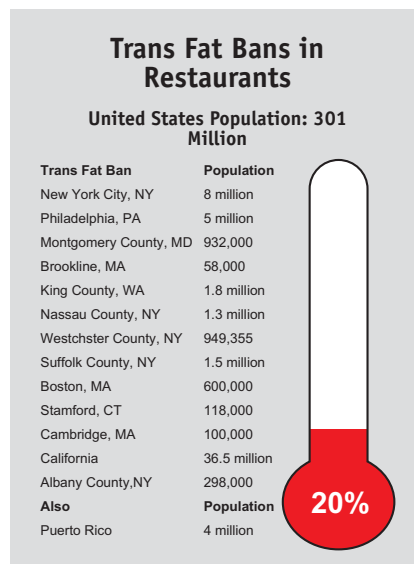 Trans Fat Bans in
Restaurants
United States Population: 301
Million
Trans Fat Ban Population
New York City, NY 8 million
Philadelphia, PA 5 million
Montgomery County, MD 932,000
Brookline, MA 58,000
King County, WA 1.8 million
Nassau County, NY 1.3 million
Westchster County, NY 949,355
Suffolk County, NY 1.5 million
Boston, MA 600,000
Stamford, CT 118,000
Cambridge, MA 100,000
California 36.5 million
Albany County,NY 298,000
Also Population
Puerto Rico 4 million
20%